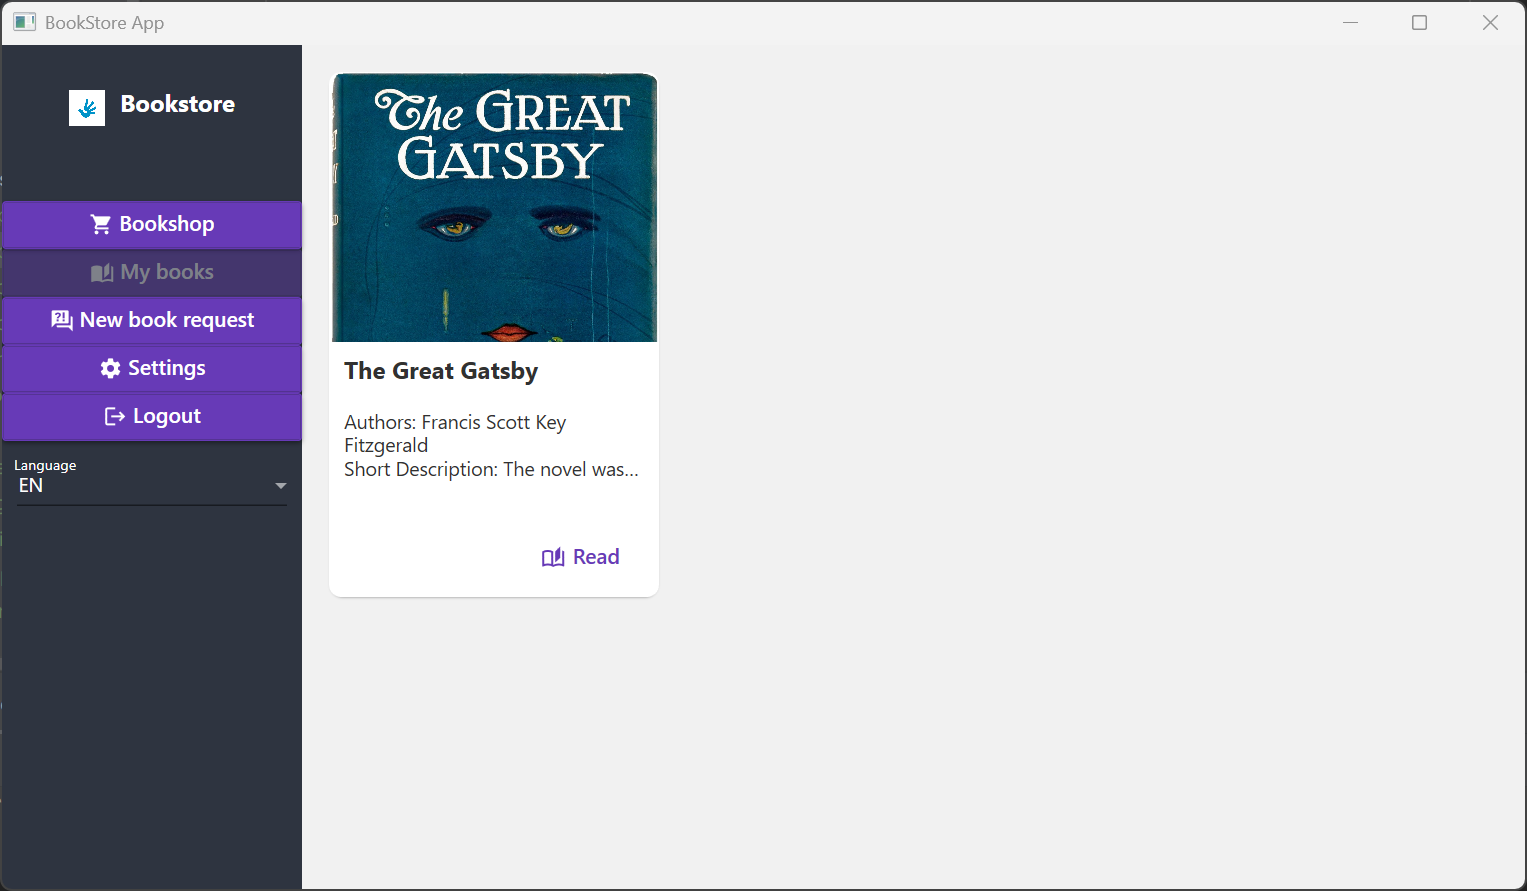 BookStore App
Bookstore
Bookshop
My books
New book request
Settings
Logout
Language
EN
The GREAT
GATSBY
The Great Gatsby
Authors: Francis Scott Key
Fitzgerald
Short Description: The novel was...
Read